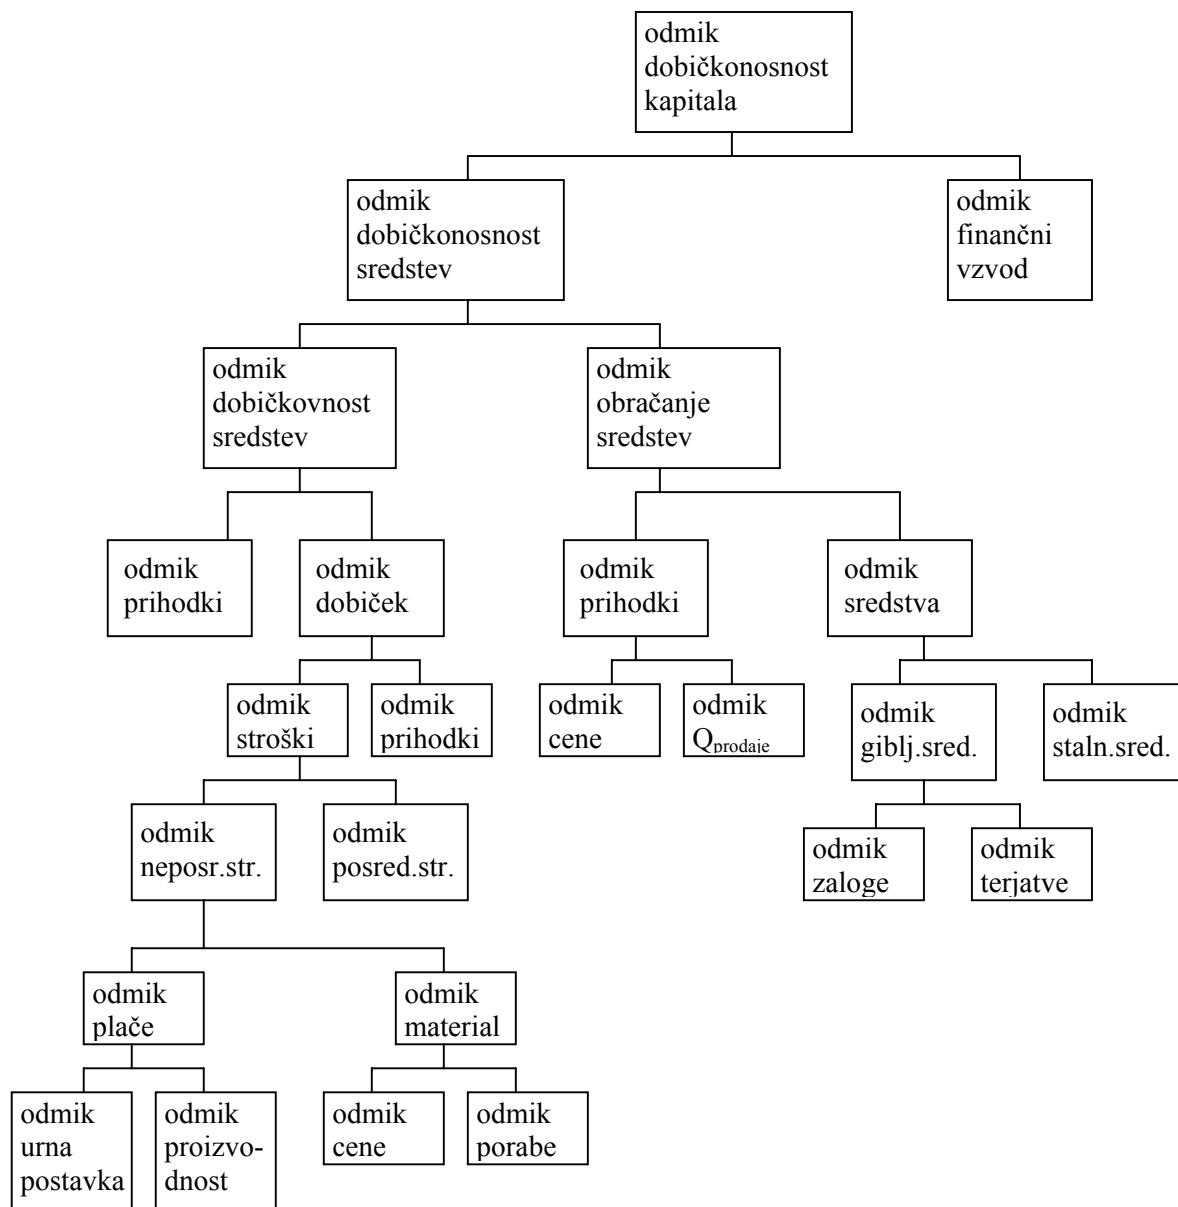 odmik
dobičkonosnost
kapitala
odmik
dobičkonosnost
sredstev
odmik
finančni
vzvod
odmik
dobičkovnost
sredstev
odmik
obračanje
sredstev
odmik
prihodki
odmik
dobiček
odmik
prihodki
odmik
sredstva
odmik
stroški
odmik
prihodki
odmik
cene
odmik
Qprodaje
odmik
giblj.sred.
odmik
staln.sred.
odmik
neposr.str.
odmik
posred.str.
odmik
zaloge
odmik
terjatve
odmik
plače
odmik
material
odmik
urna
postavka
odmik
proizvo-
dnost
odmik
cene
odmik
porabe